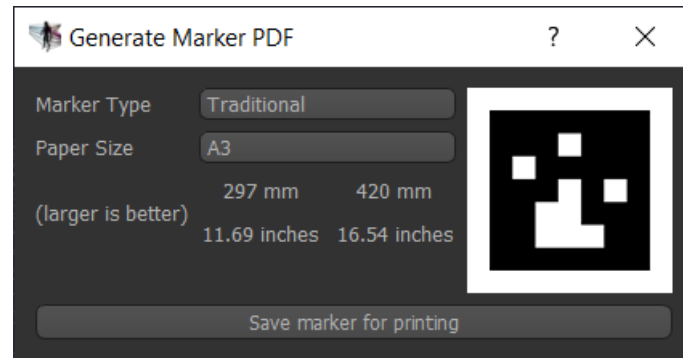 Generate Marker PDF ?
Marker Type Traditional
Paper Size A3
297 mm 420 mm
(larger is better)
11.69 inches 16.54 inches
Save marker for printing